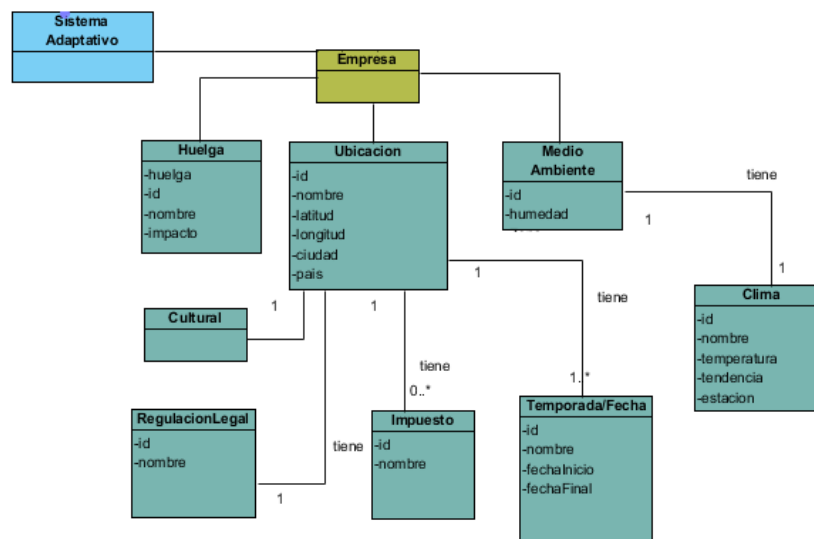 Sistema
Adaptativo
Empresa
Huelga
-huelga
-id
-nombre
-impacto
Ubicacion
-id
-nombre
-latitud
-longitud
-ciudad
-pais
Medio
Ambiente
-id
-humedad
tiene
1
1
Clima
-id
-nombre
-temperatura
-tendencia
-estacion
1
tiene
1..*
Temporada/Fecha
-id
-nombre
-fechaInicio
-fechaFinal
1
Cultural
1
tiene
0..*
Impuesto
-id
-nombre
tiene
1
RegulacionLegal
-id
-nombre